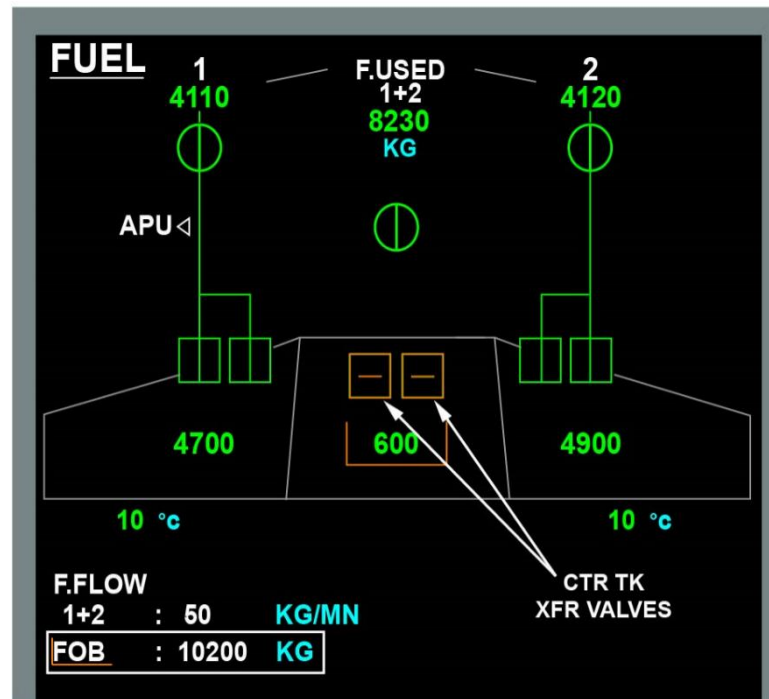 FUEL 1 F.USED 2
4110 1+2 4120
8230
KG
APU
4700 600 4900
10 °c 10 °c
F.FLOW CTR TK
1+2 : 50 KG/MN XFR VALVES
FOB : 10200 KG